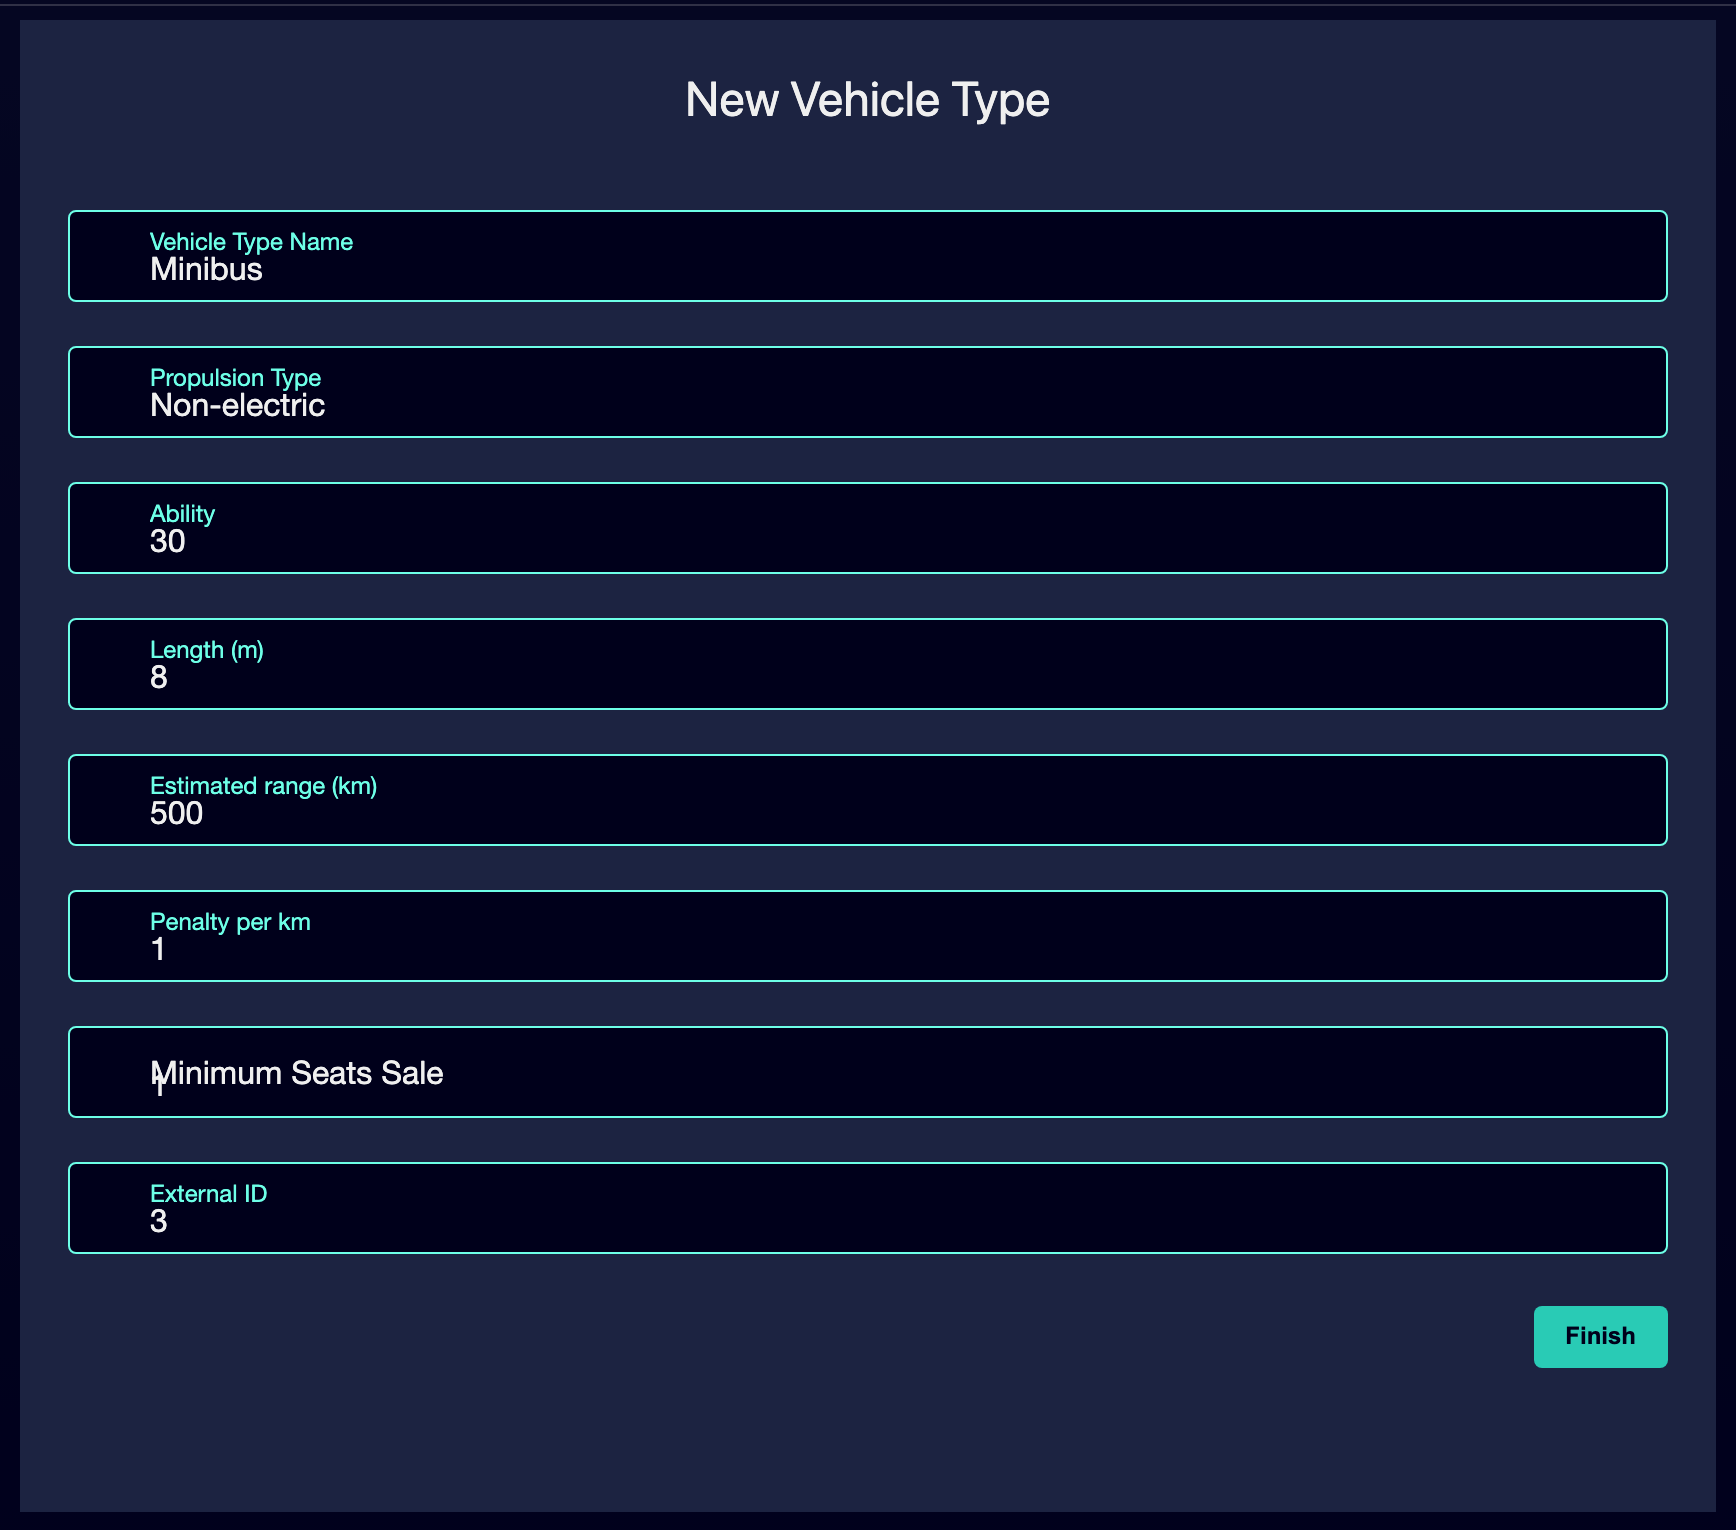 New Vehicle Type
Vehicle Type Name
Minibus
Propulsion Type
Non-electric
Ability
30
Length (m)
8
Estimated range (km)
500
Penalty per km
1
Minimum Seats Sale
1
External ID
3
Finish